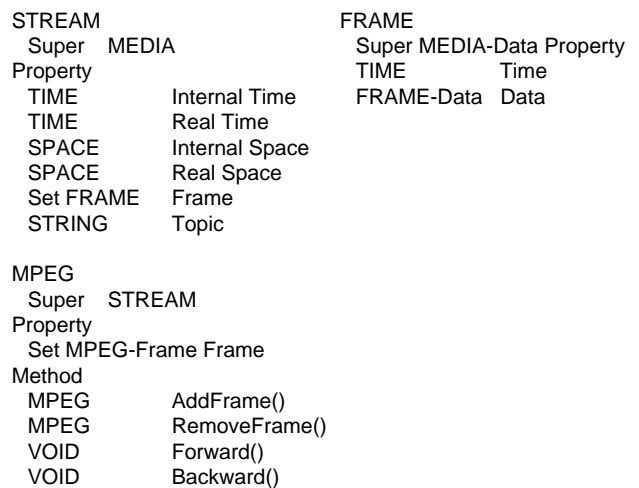 STREAM
Super MEDIA
Property
TIME Internal Time
TIME Real Time
SPACE Internal Space
SPACE Real Space
Set FRAME Frame
STRING Topic
FRAME
Super MEDIA-Data Property
TIME Time
FRAME-Data Data
MPEG
Super STREAM
Property
Set MPEG-Frame Frame
Method
MPEG AddFrame()
MPEG RemoveFrame()
VOID Forward()
VOID Backward()